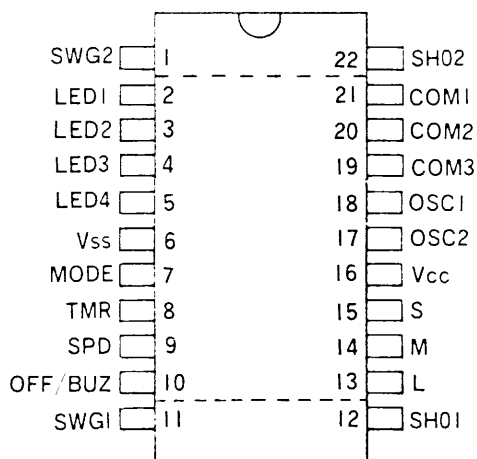 SWG2 1 22 SHO2
LED1 2 21 COM1
LED2 3 20 COM2
LED3 4 19 COM3
LED4 5 18 OSC1
Vss 6 17 OSC2
MODE 7 16 Vcc
TMR 8 15 S
SPD 9 14 M
OFF/BUZ 10 13 L
SWG1 11 12 SHO1